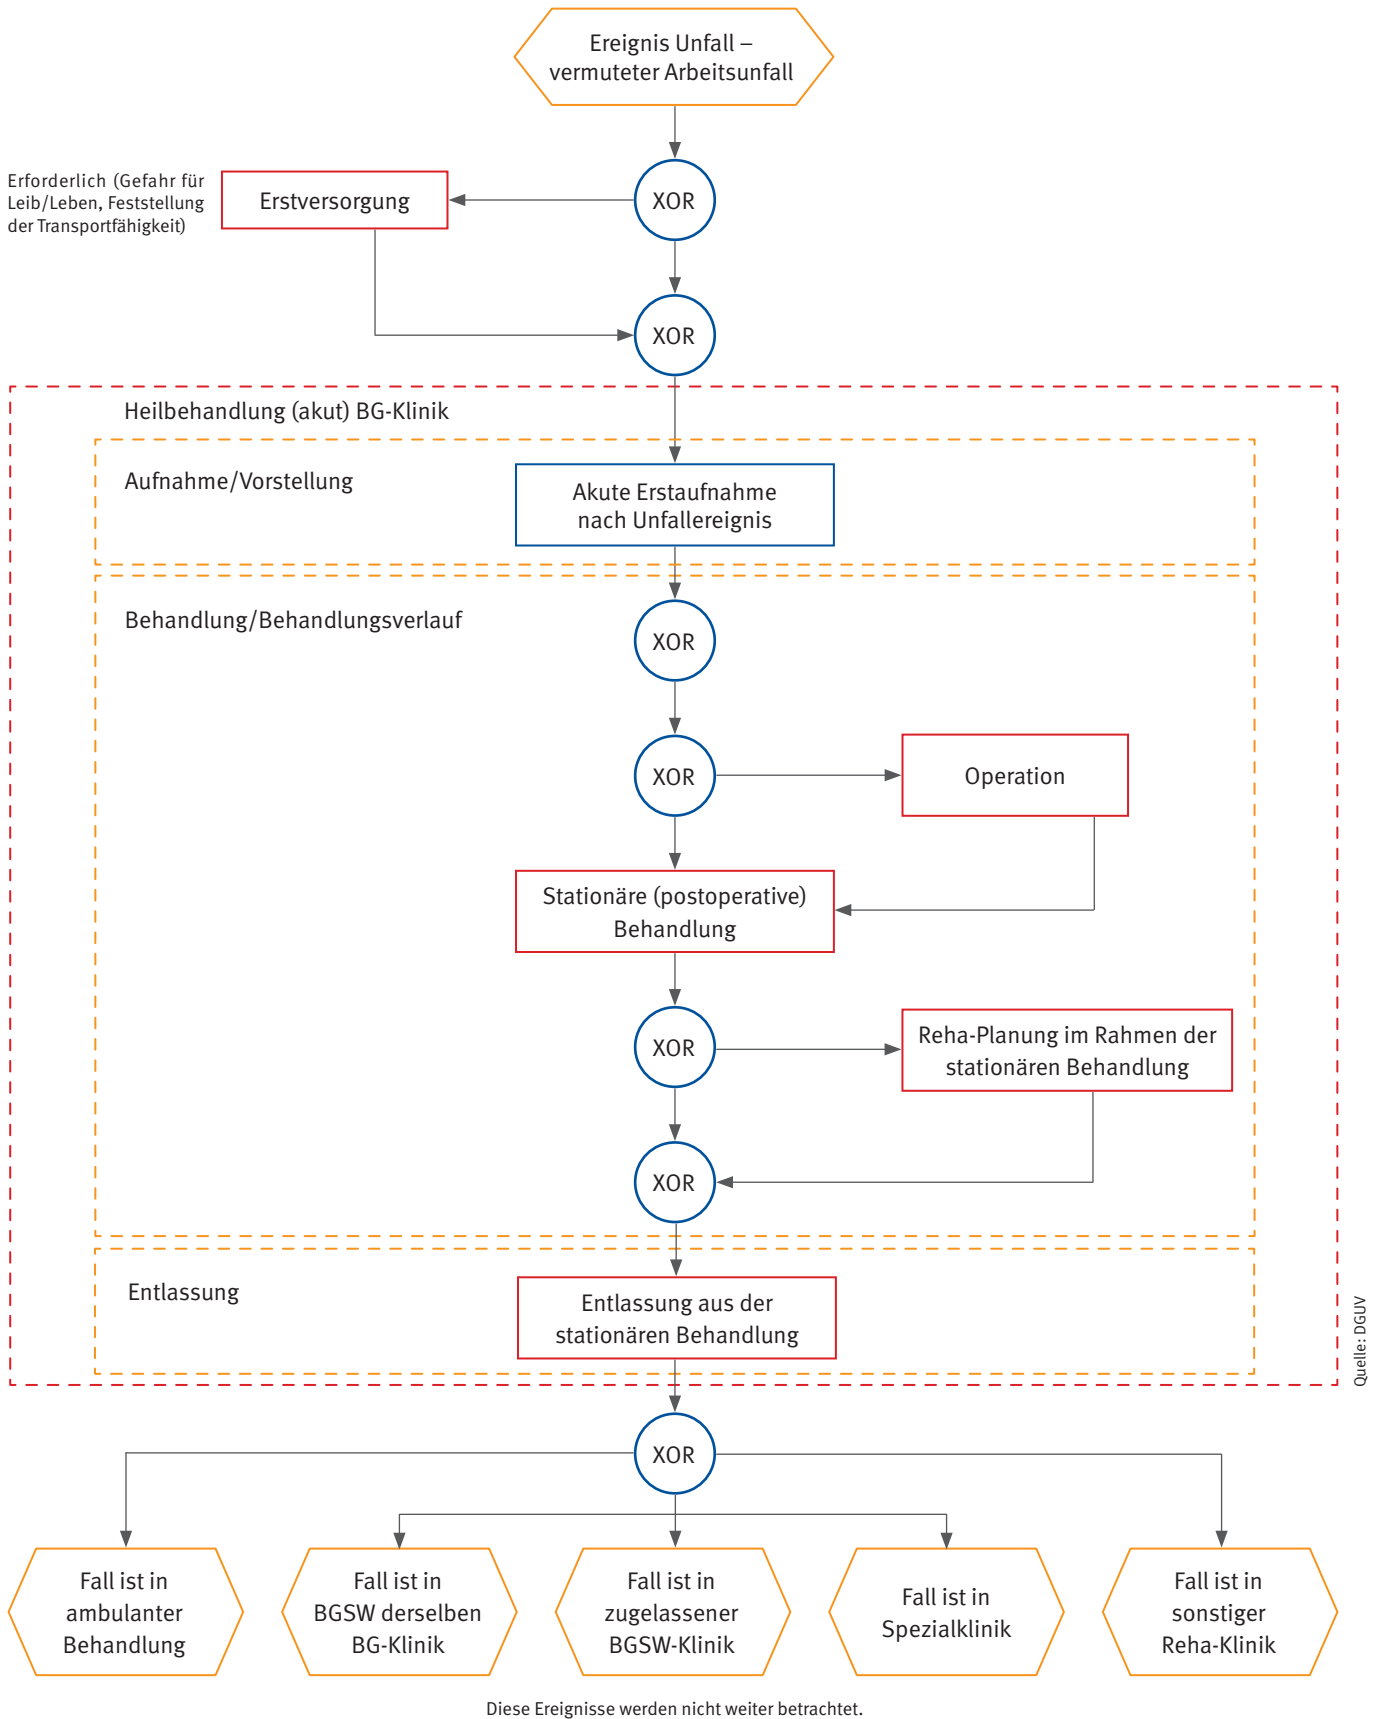 Ereignis Unfall –
vermuteter Arbeitsunfall
XOR
Erforderlich (Gefahr für
Leib/Leben, Feststellung
der Transportfähigkeit)
Erstversorgung
XOR
Heilbehandlung (akut) BG-Klinik
Aufnahme/Vorstellung
Akute Erstaufnahme
nach Unfallereignis
Behandlung/Behandlungsverlauf
XOR
XOR
Operation
Stationäre (postoperative)
Behandlung
XOR
Reha-Planung im Rahmen der
stationären Behandlung
XOR
Entlassung
Entlassung aus der
stationären Behandlung
Quelle: DGUV
XOR
Fall ist in
ambulanter
Behandlung
Fall ist in
BGSW derselben
BG-Klinik
Fall ist in
zugelassener
BGSW-Klinik
Fall ist in
Spezialklinik
Fall ist in
sonstiger
Reha-Klinik
Diese Ereignisse werden nicht weiter betrachtet.